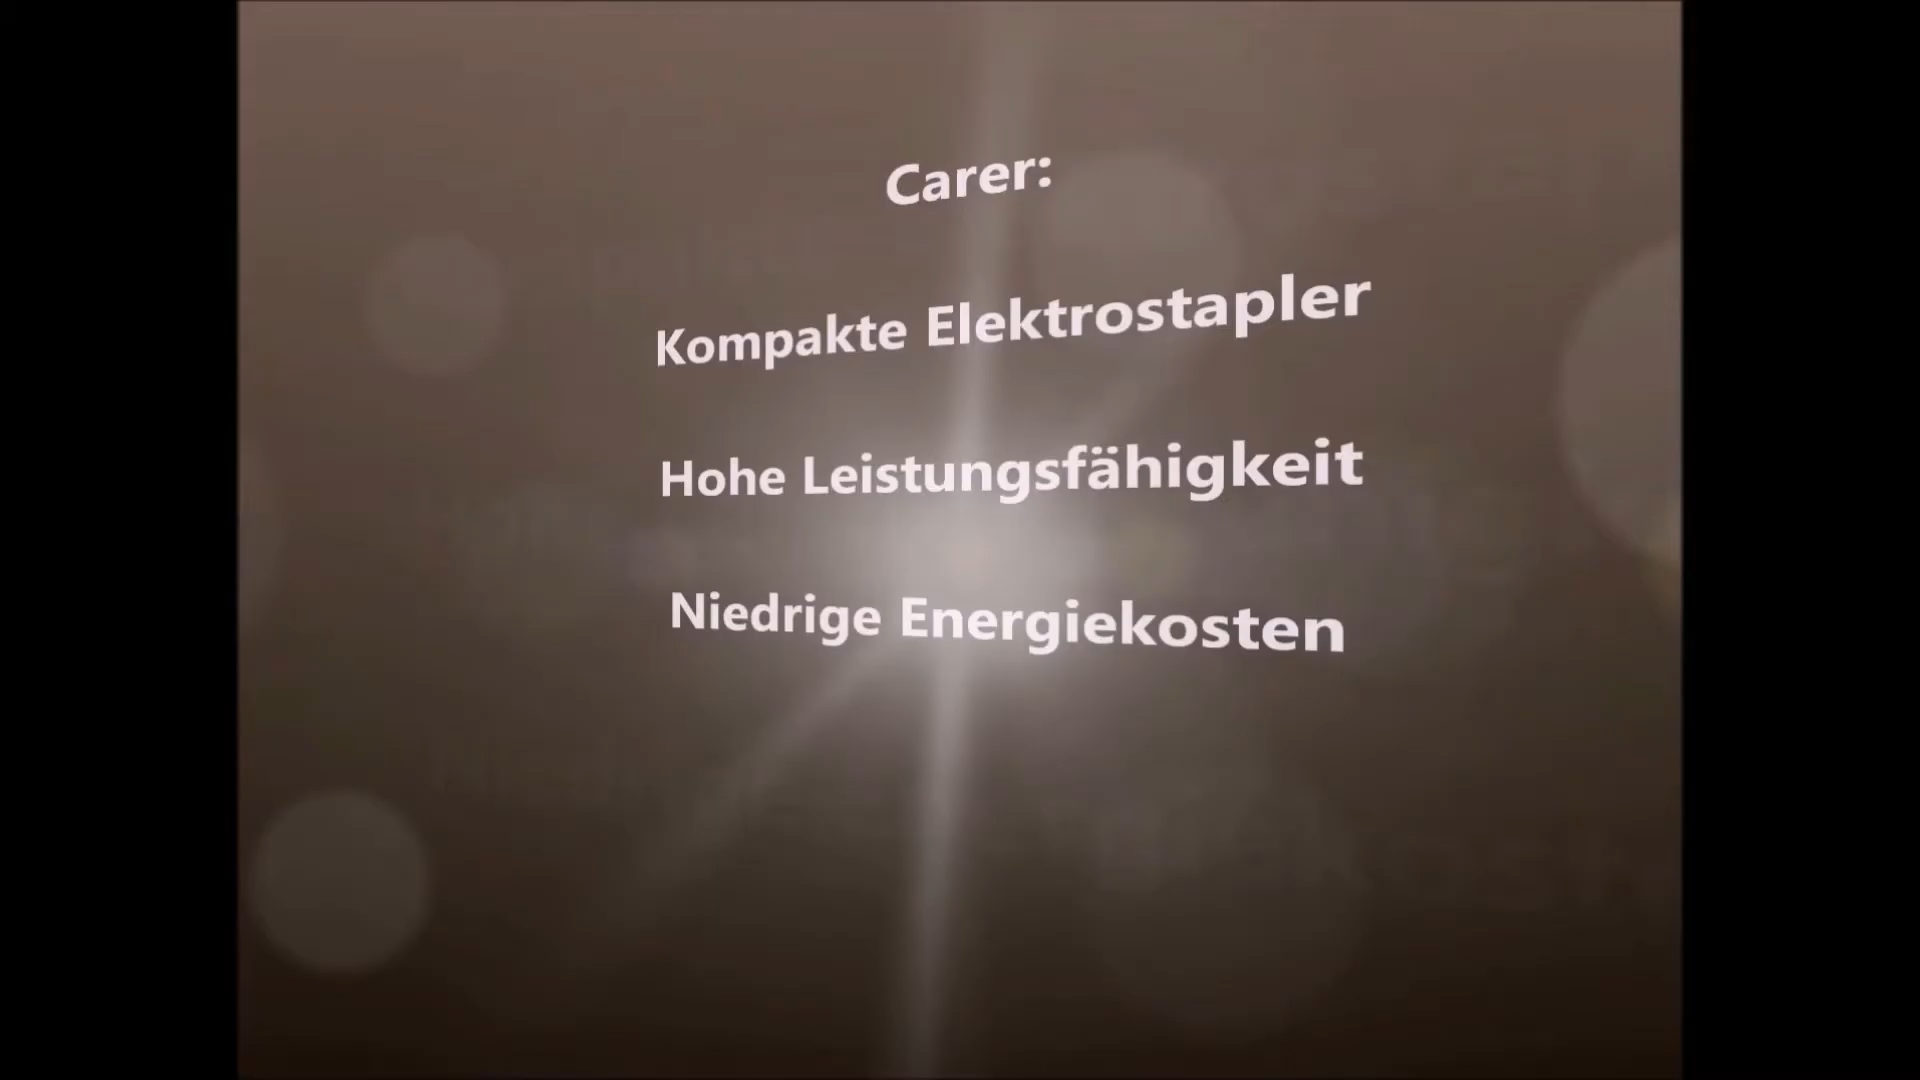 Carer:
Kompakte Elektrostapler
Hohe Leistungsfähigkeit
Niedrige Energiekosten